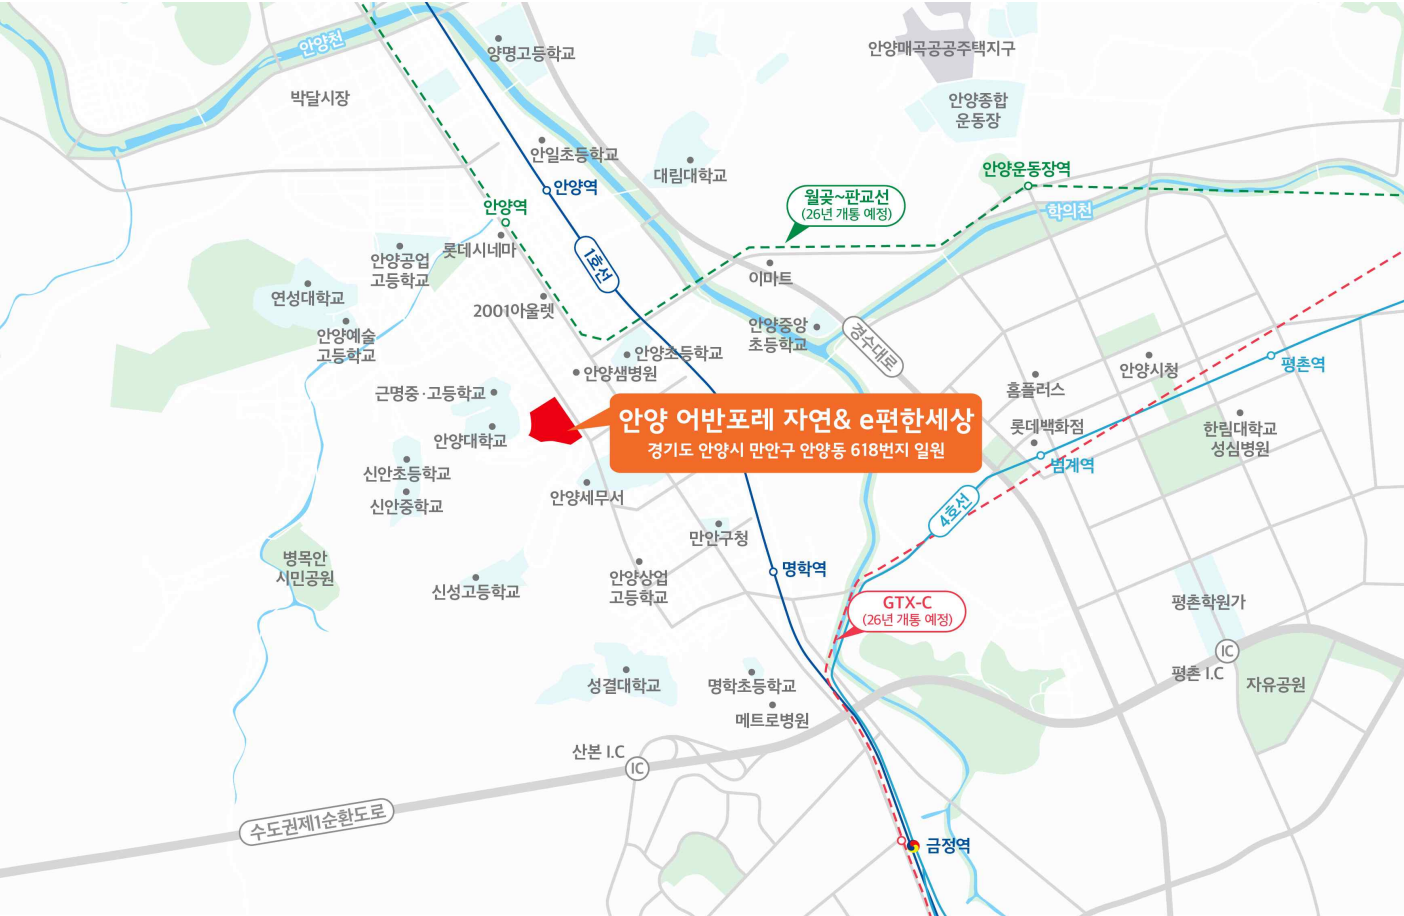 안양천
양명고등학교
안양매곡공공주택지구
박달시장
안양종합
운동장
안일초등학교
대림대학교
안양역
안양운동장역
안양역
월곶~판교선
(26년 개통 예정)
학의천
롯데시네마
안양공업
고등학교
1호선
이마트
연성대학교
2001아울렛
안양예술
고등학교
안양중앙
초등학교
경수대로
안양초등학교
안양샘병원
안양시청
평촌역
홈플러스
근명중·고등학교
안양 어반포레 자연& e편한세상
경기도 안양시 만안구 안양동 618번지 일원
롯데백화점
한림대학교
성심병원
안양대학교
범계역
신안초등학교
신안중학교
안양세무서
4호선
만안구청
병목안
시민공원
신성고등학교
안양상업
고등학교
명학역
GTX-C
(26년 개통 예정)
평촌학원가
IC
평촌 I.C
자유공원
성결대학교
명학초등학교
메트로병원
산본 I.C
IC
수도권제1순환도로
금정역